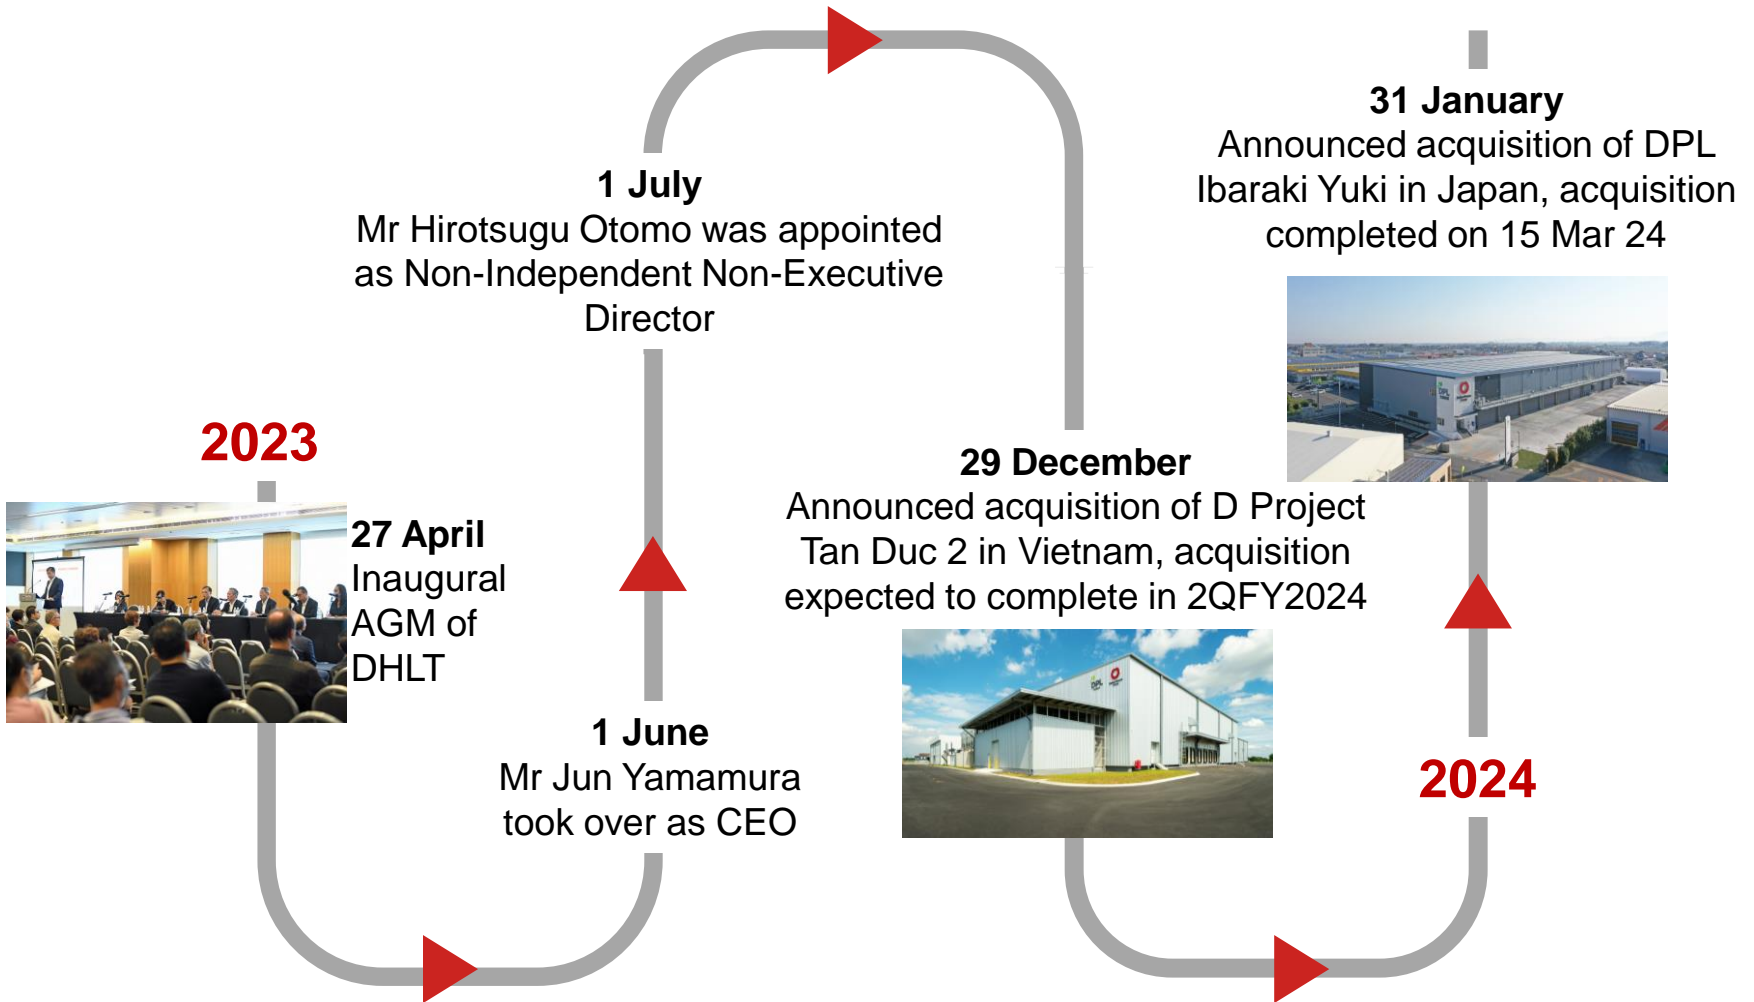 2023
27 April
Inaugural
AGM of
DHLT
1 June
Mr Jun Yamamura
took over as CEO
1 July
Mr Hirotsugu Otomo was appointed
as Non-Independent Non-Executive
Director
29 December
Announced acquisition of D Project
Tan Duc 2 in Vietnam, acquisition
expected to complete in 2QFY2024
DPL
2024
31 January
Announced acquisition of DPL
Ibaraki Yuki in Japan, acquisition
completed on 15 Mar 24
DPL